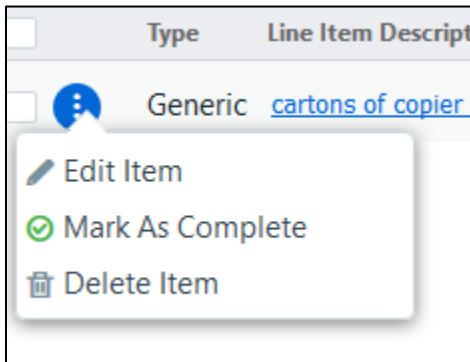 Type Line Item Descript
Generic cartons of copier
Edit Item
Mark As Complete
Delete Item